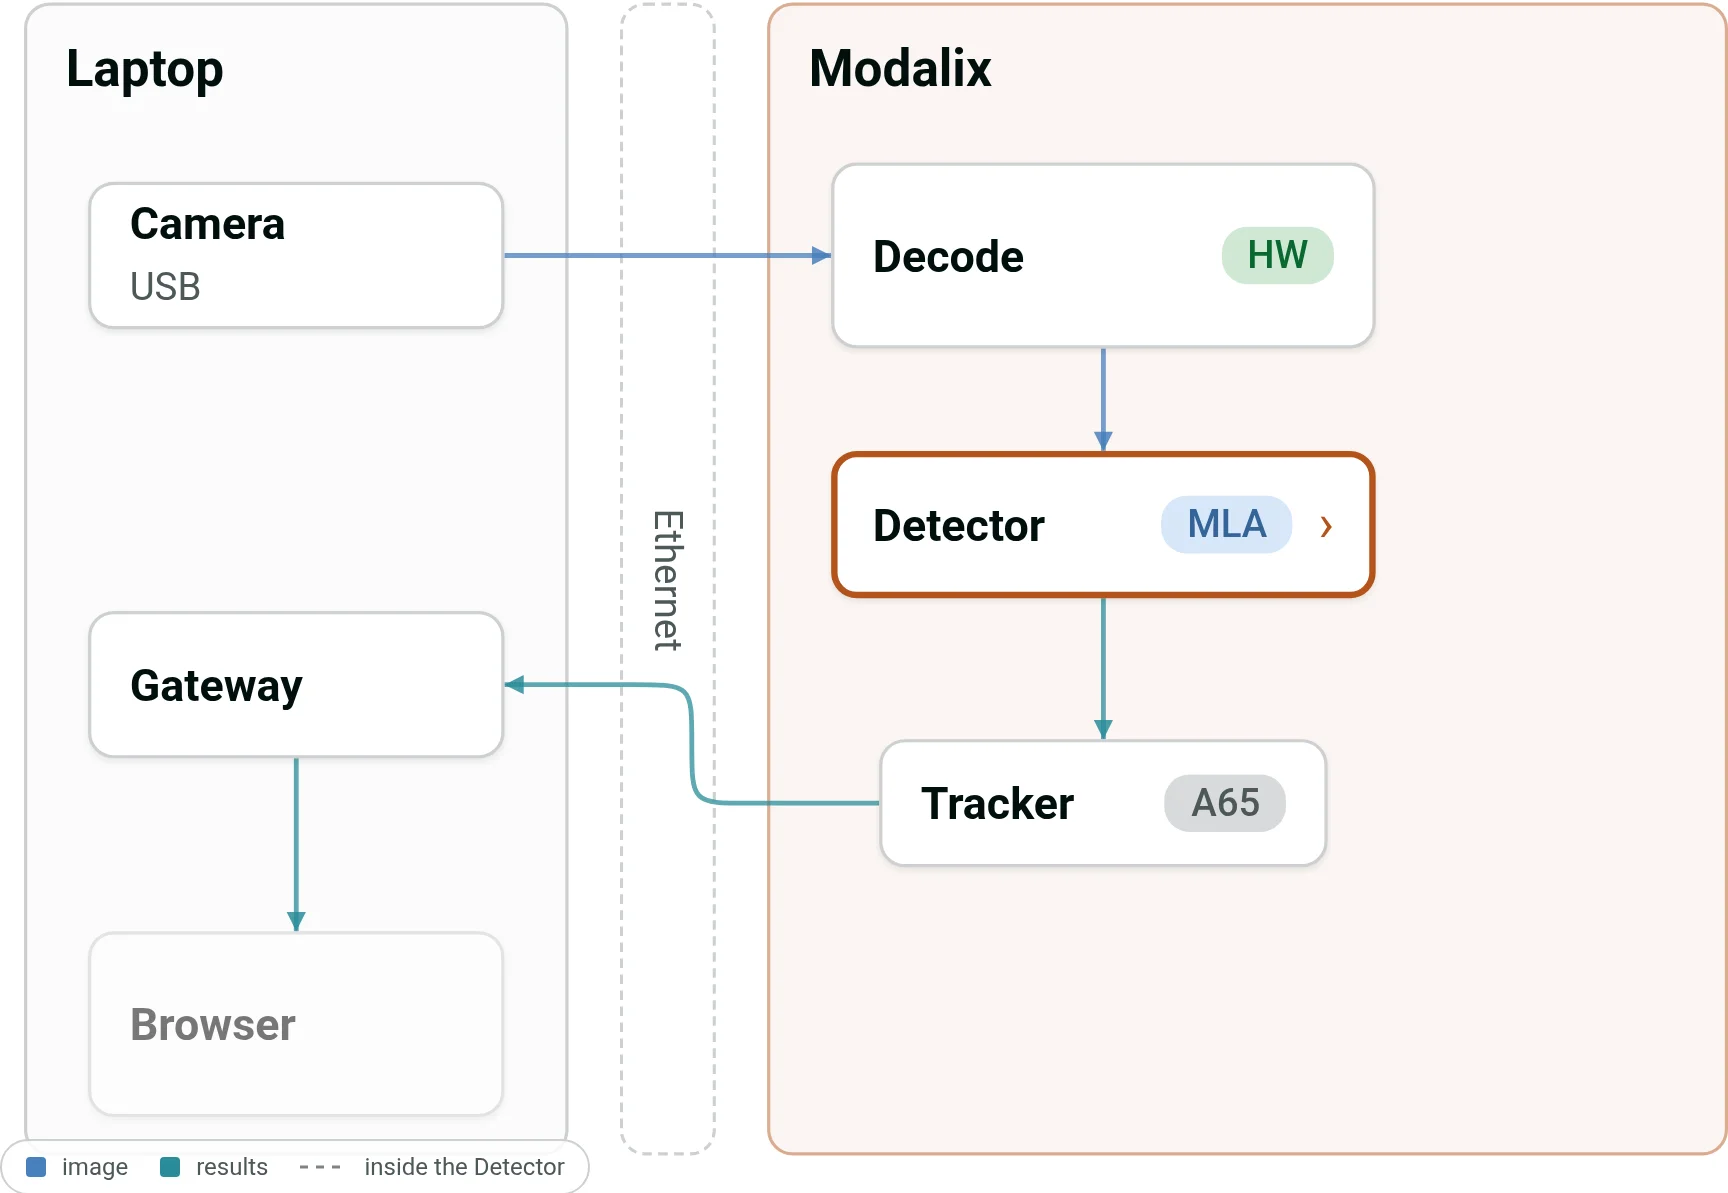 Laptop
Camera
USB
Gateway
Browser
Ethernet
Modalix
Decode
HW
Detector
MLA ›
Tracker
A65
image
results
inside the Detector